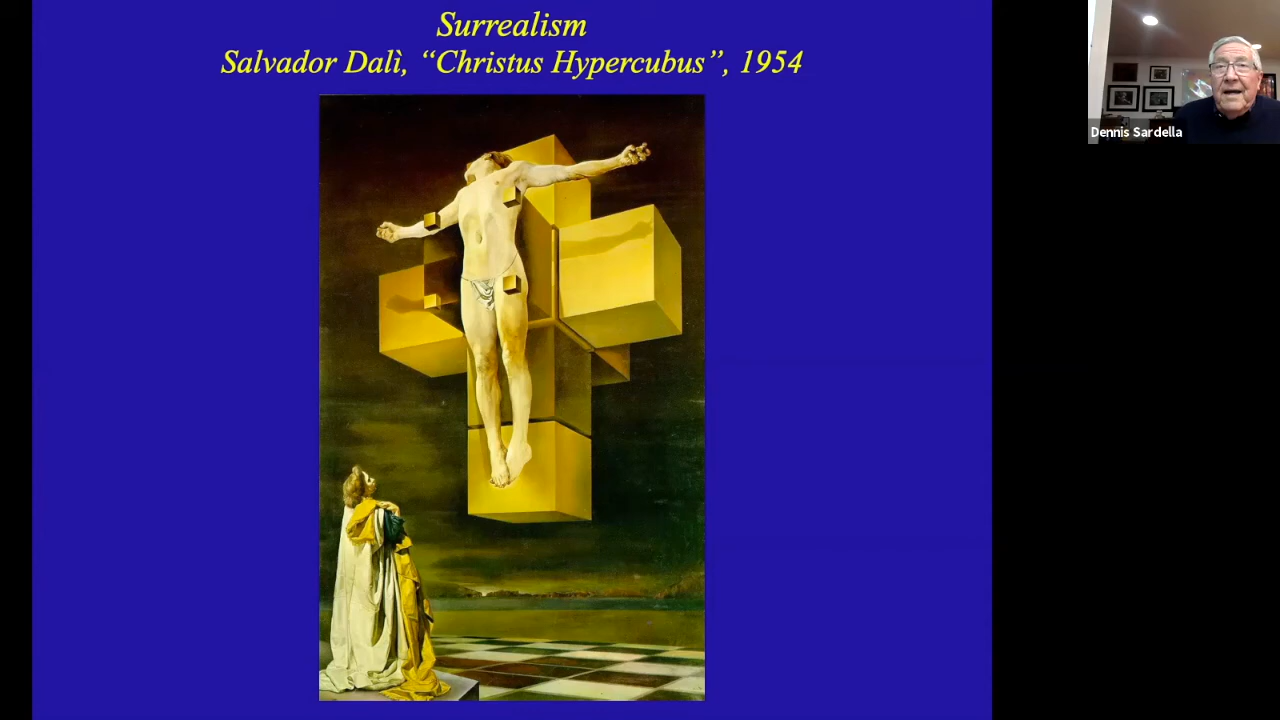 Surrealism
Salvador Dalì, “Christus Hypercubus”, 1954
Dennis Sardella